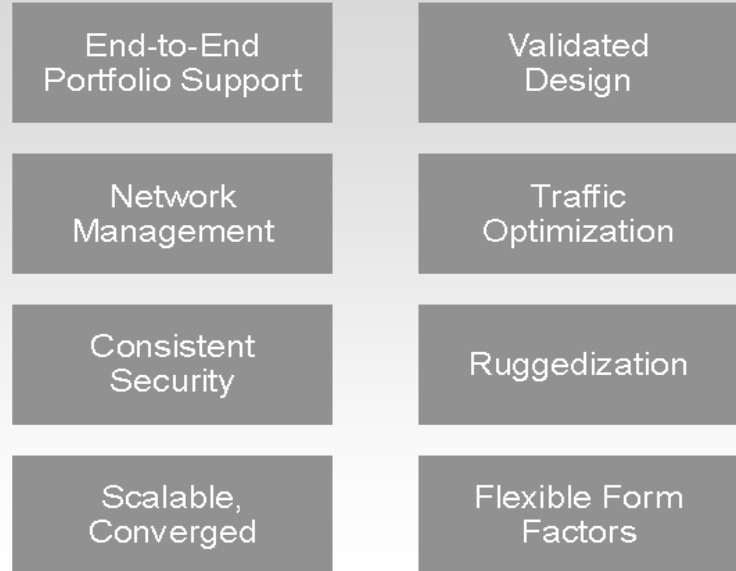 End-to-End
Portfolio Support
Validated
Design
Network
Management
Traffic
Optimization
Consistent
Security
Ruggedization
Scalable,
Converged
Flexible Form
Factors